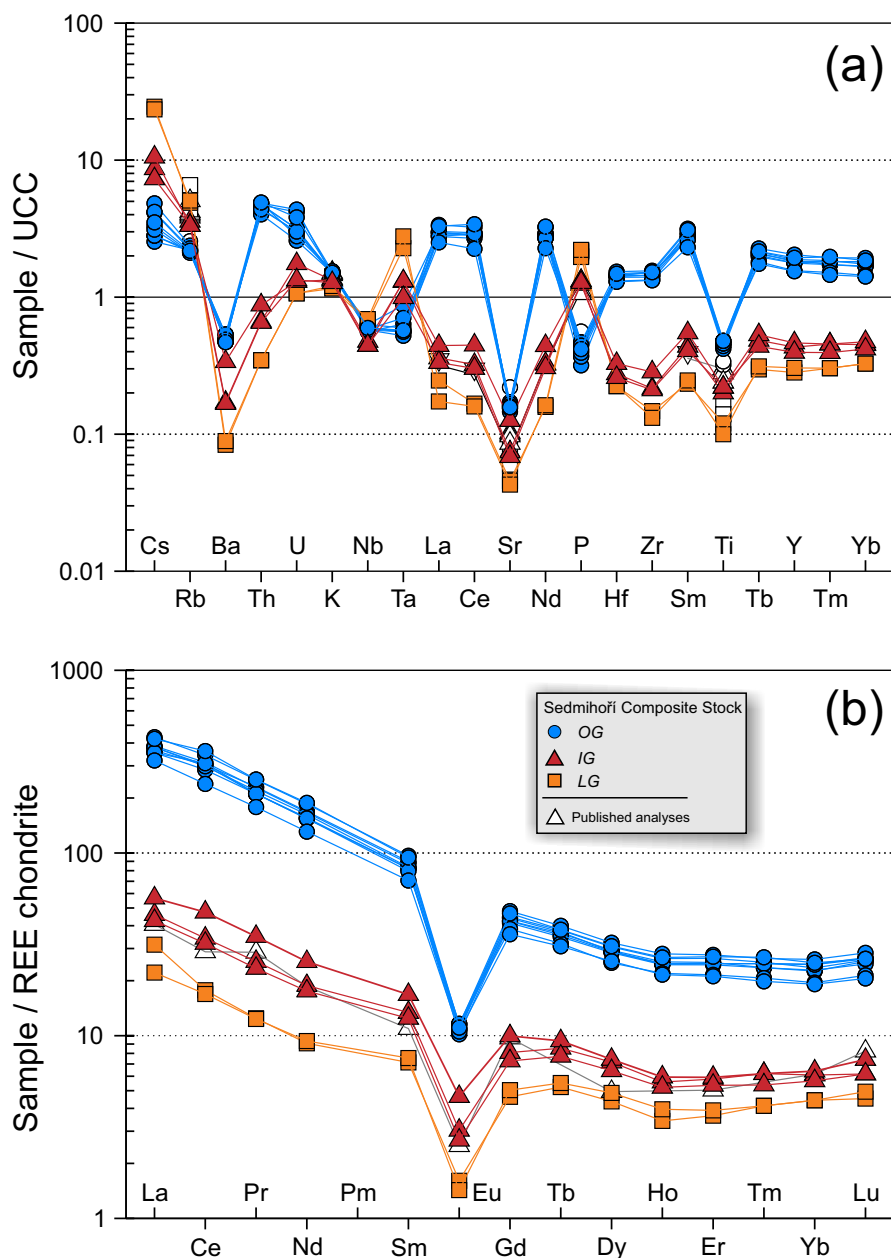 100
(a)
10
1
0.1
0.01
Sample / UCC
Cs Ba U Nb La Sr P Zr Ti Y Yb
Rb Th K Ta Ce Nd Hf Sm Tb Tm
1000
(b)
Sedmihoří Composite Stock
OG
IG
LG
Published analyses
100
10
1
Sample / REE chondrite
La Pr Pm Eu Tb Ho Tm Lu
Ce Nd Sm Gd Dy Er Yb